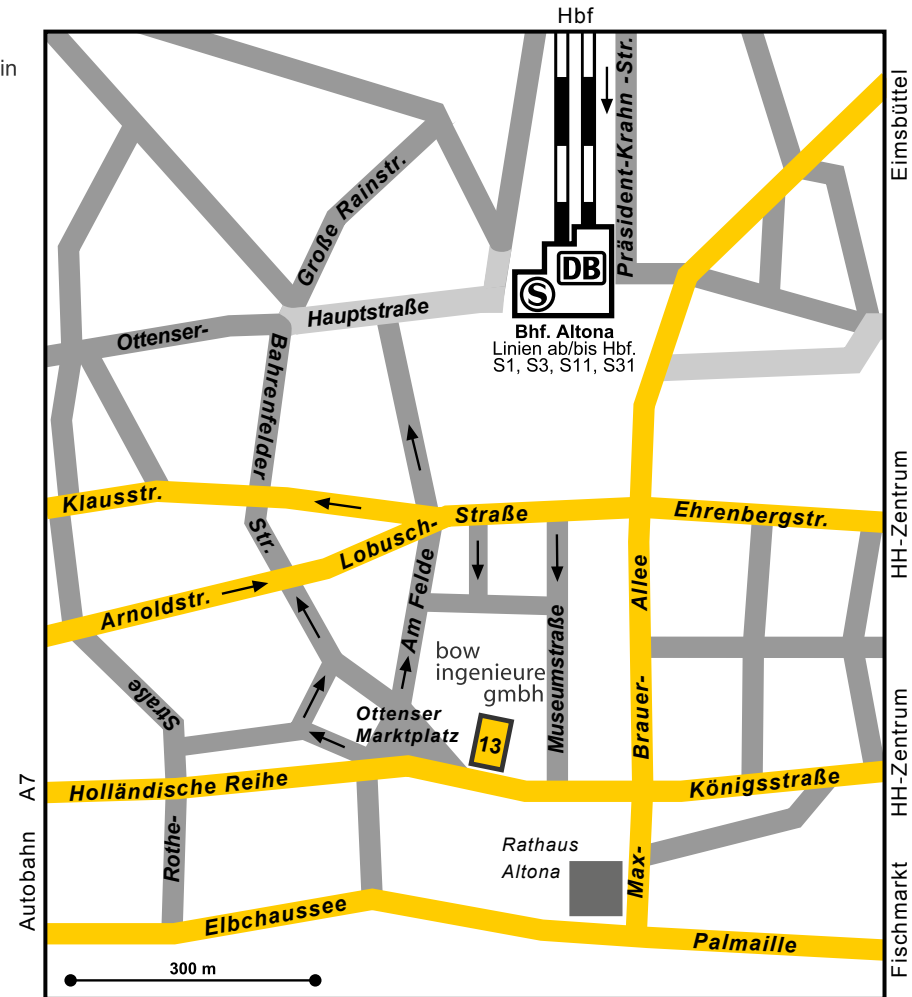 Hbf
in
Eimsbüttel
Präsident-Krahn -Str.
Große Rainstr.
DB
S
Hauptstraße
Ottenser-
Bhf. Altona
Linien ab/bis Hbf.
S1, S3, S11, S31
Bahrenfelder
Str.
Klausstr.
Lobusch-
Straße
Ehrenbergstr.
HH-Zentrum
Arnoldstr.
Am Felde
Allee
bow
ingenieure
gmbh
Museumstraße
Straße
Ottenser
Marktplatz
13
Brauer-
HH-Zentrum
A7
Holländische Reihe
Königsstraße
Rothe-
Rathaus
Altona
Max-
Autobahn
Elbchaussee
Palmaille
Fischmarkt
300 m